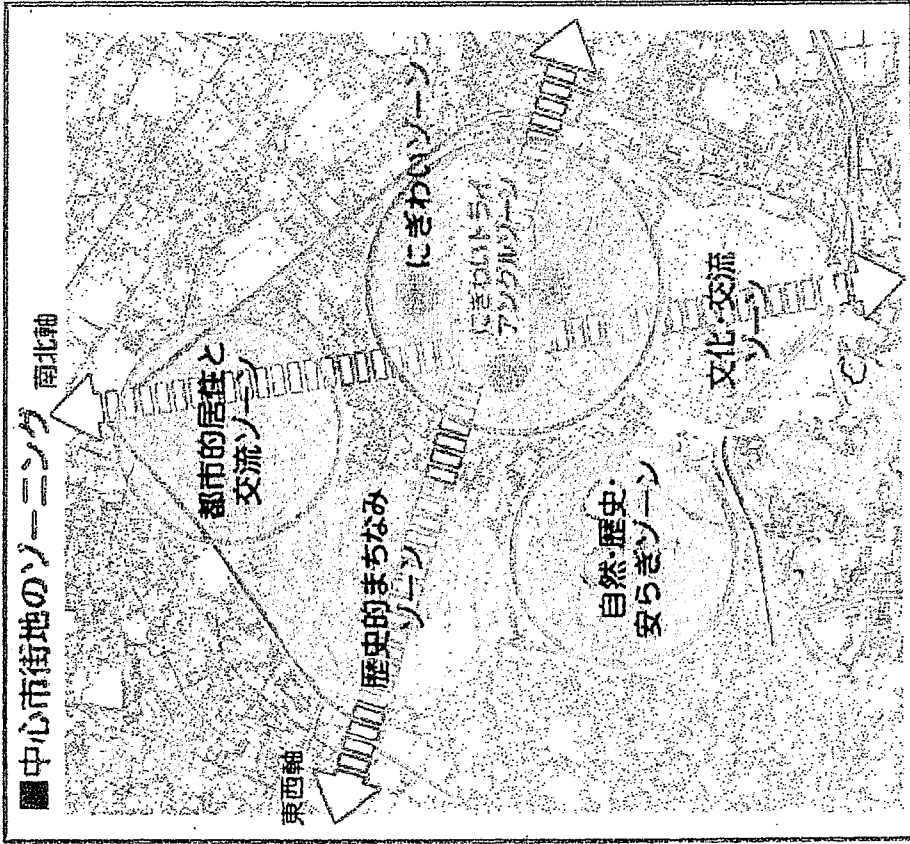 ■中心市街地のゾーニング
南北軸
都市的居住と
交流ゾーン
にぎわいゾーン
歴史的まちなみ
ゾーン
にぎわいトライ
アングルゾーン
東西軸
自然・歴史・
安らぎゾーン
文化・交流
ゾーン